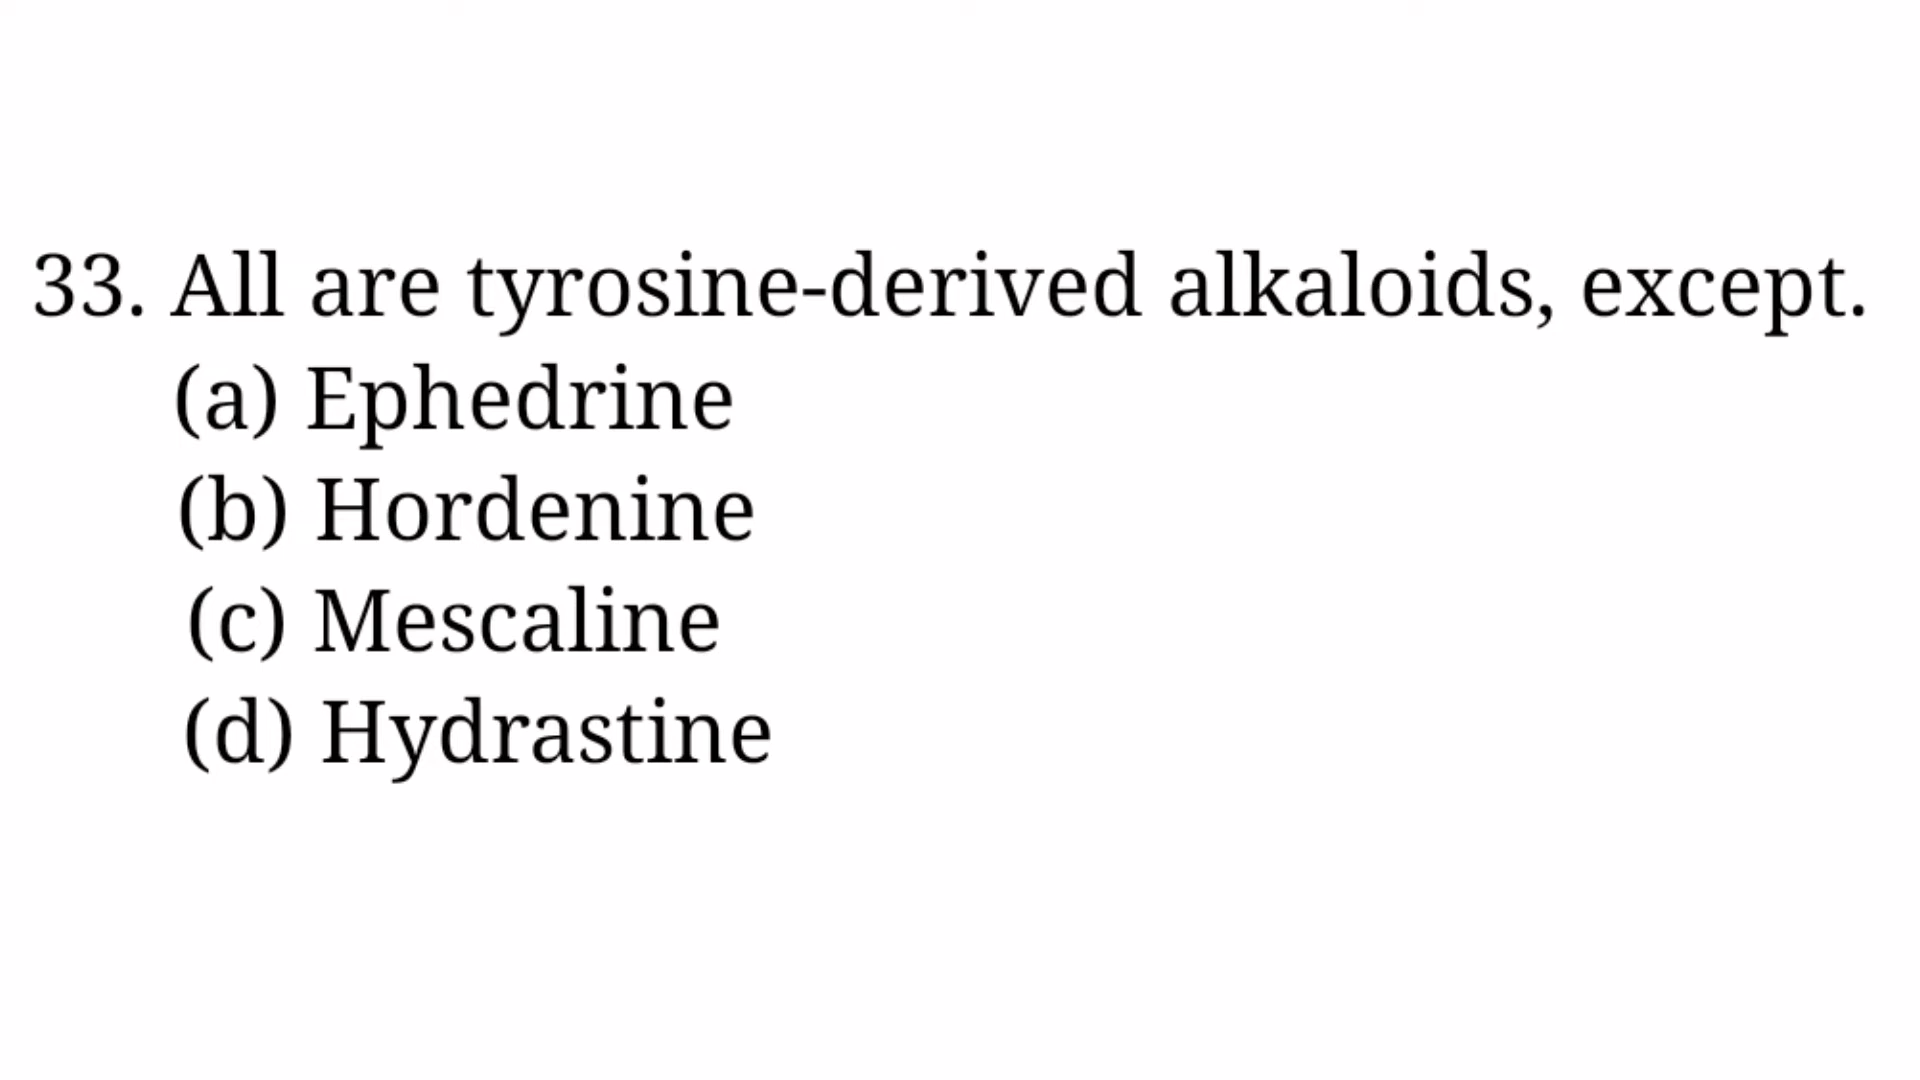 33. All are tyrosine-derived alkaloids, except.
(a) Ephedrine
(b) Hordenine
(c) Mescaline
(d) Hydrastine